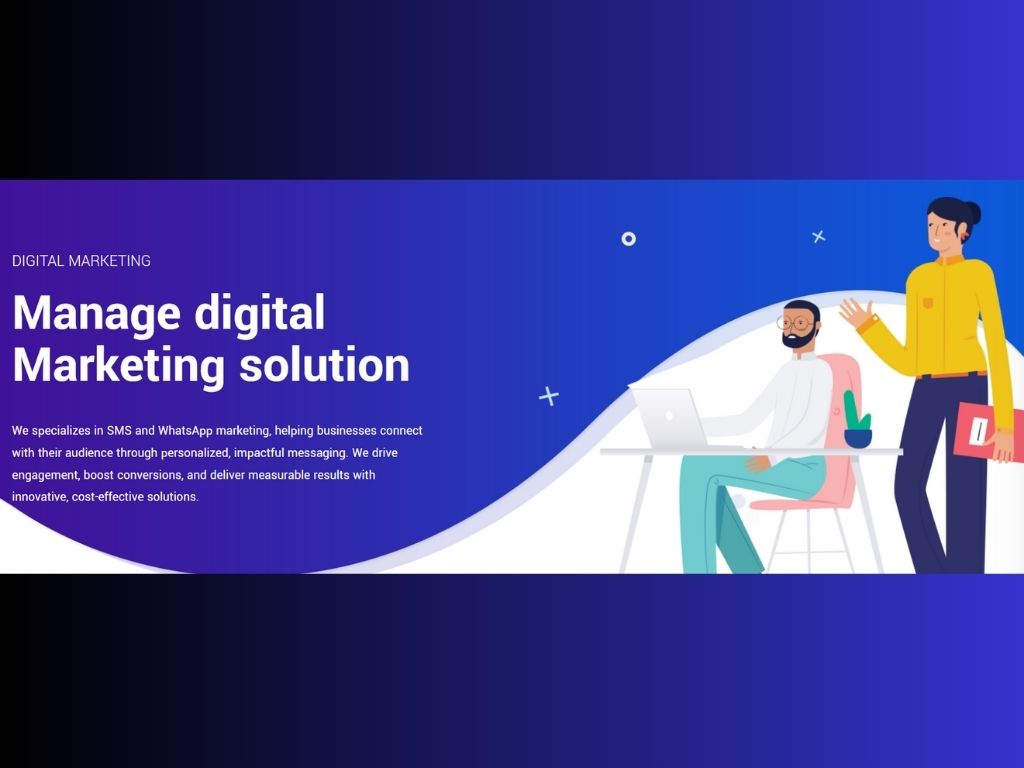 DIGITAL MARKETING
Manage digital
Marketing solution
We specializes in SMS and WhatsApp marketing, helping businesses connect
with their audience through personalized, impactful messaging. We drive
engagement, boost conversions, and deliver measurable results with
innovative, cost-effective solutions.